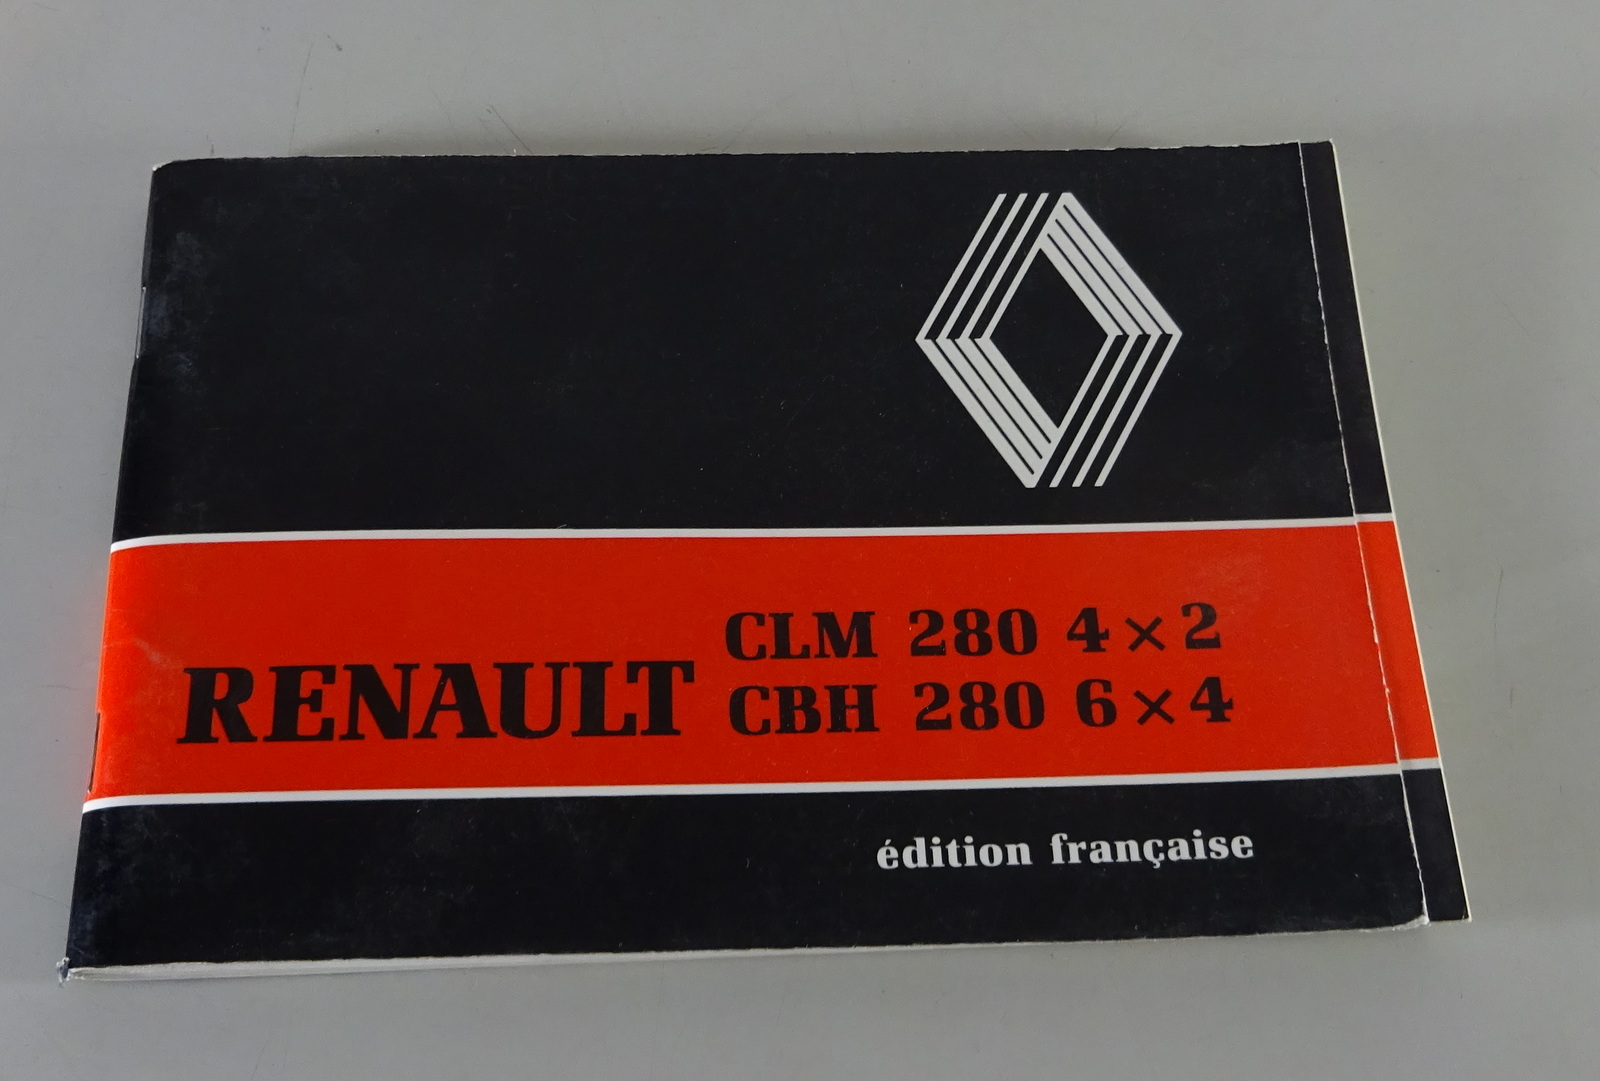 RENAULT
CLM 280 4×2
CBH 280 6×4
édition française